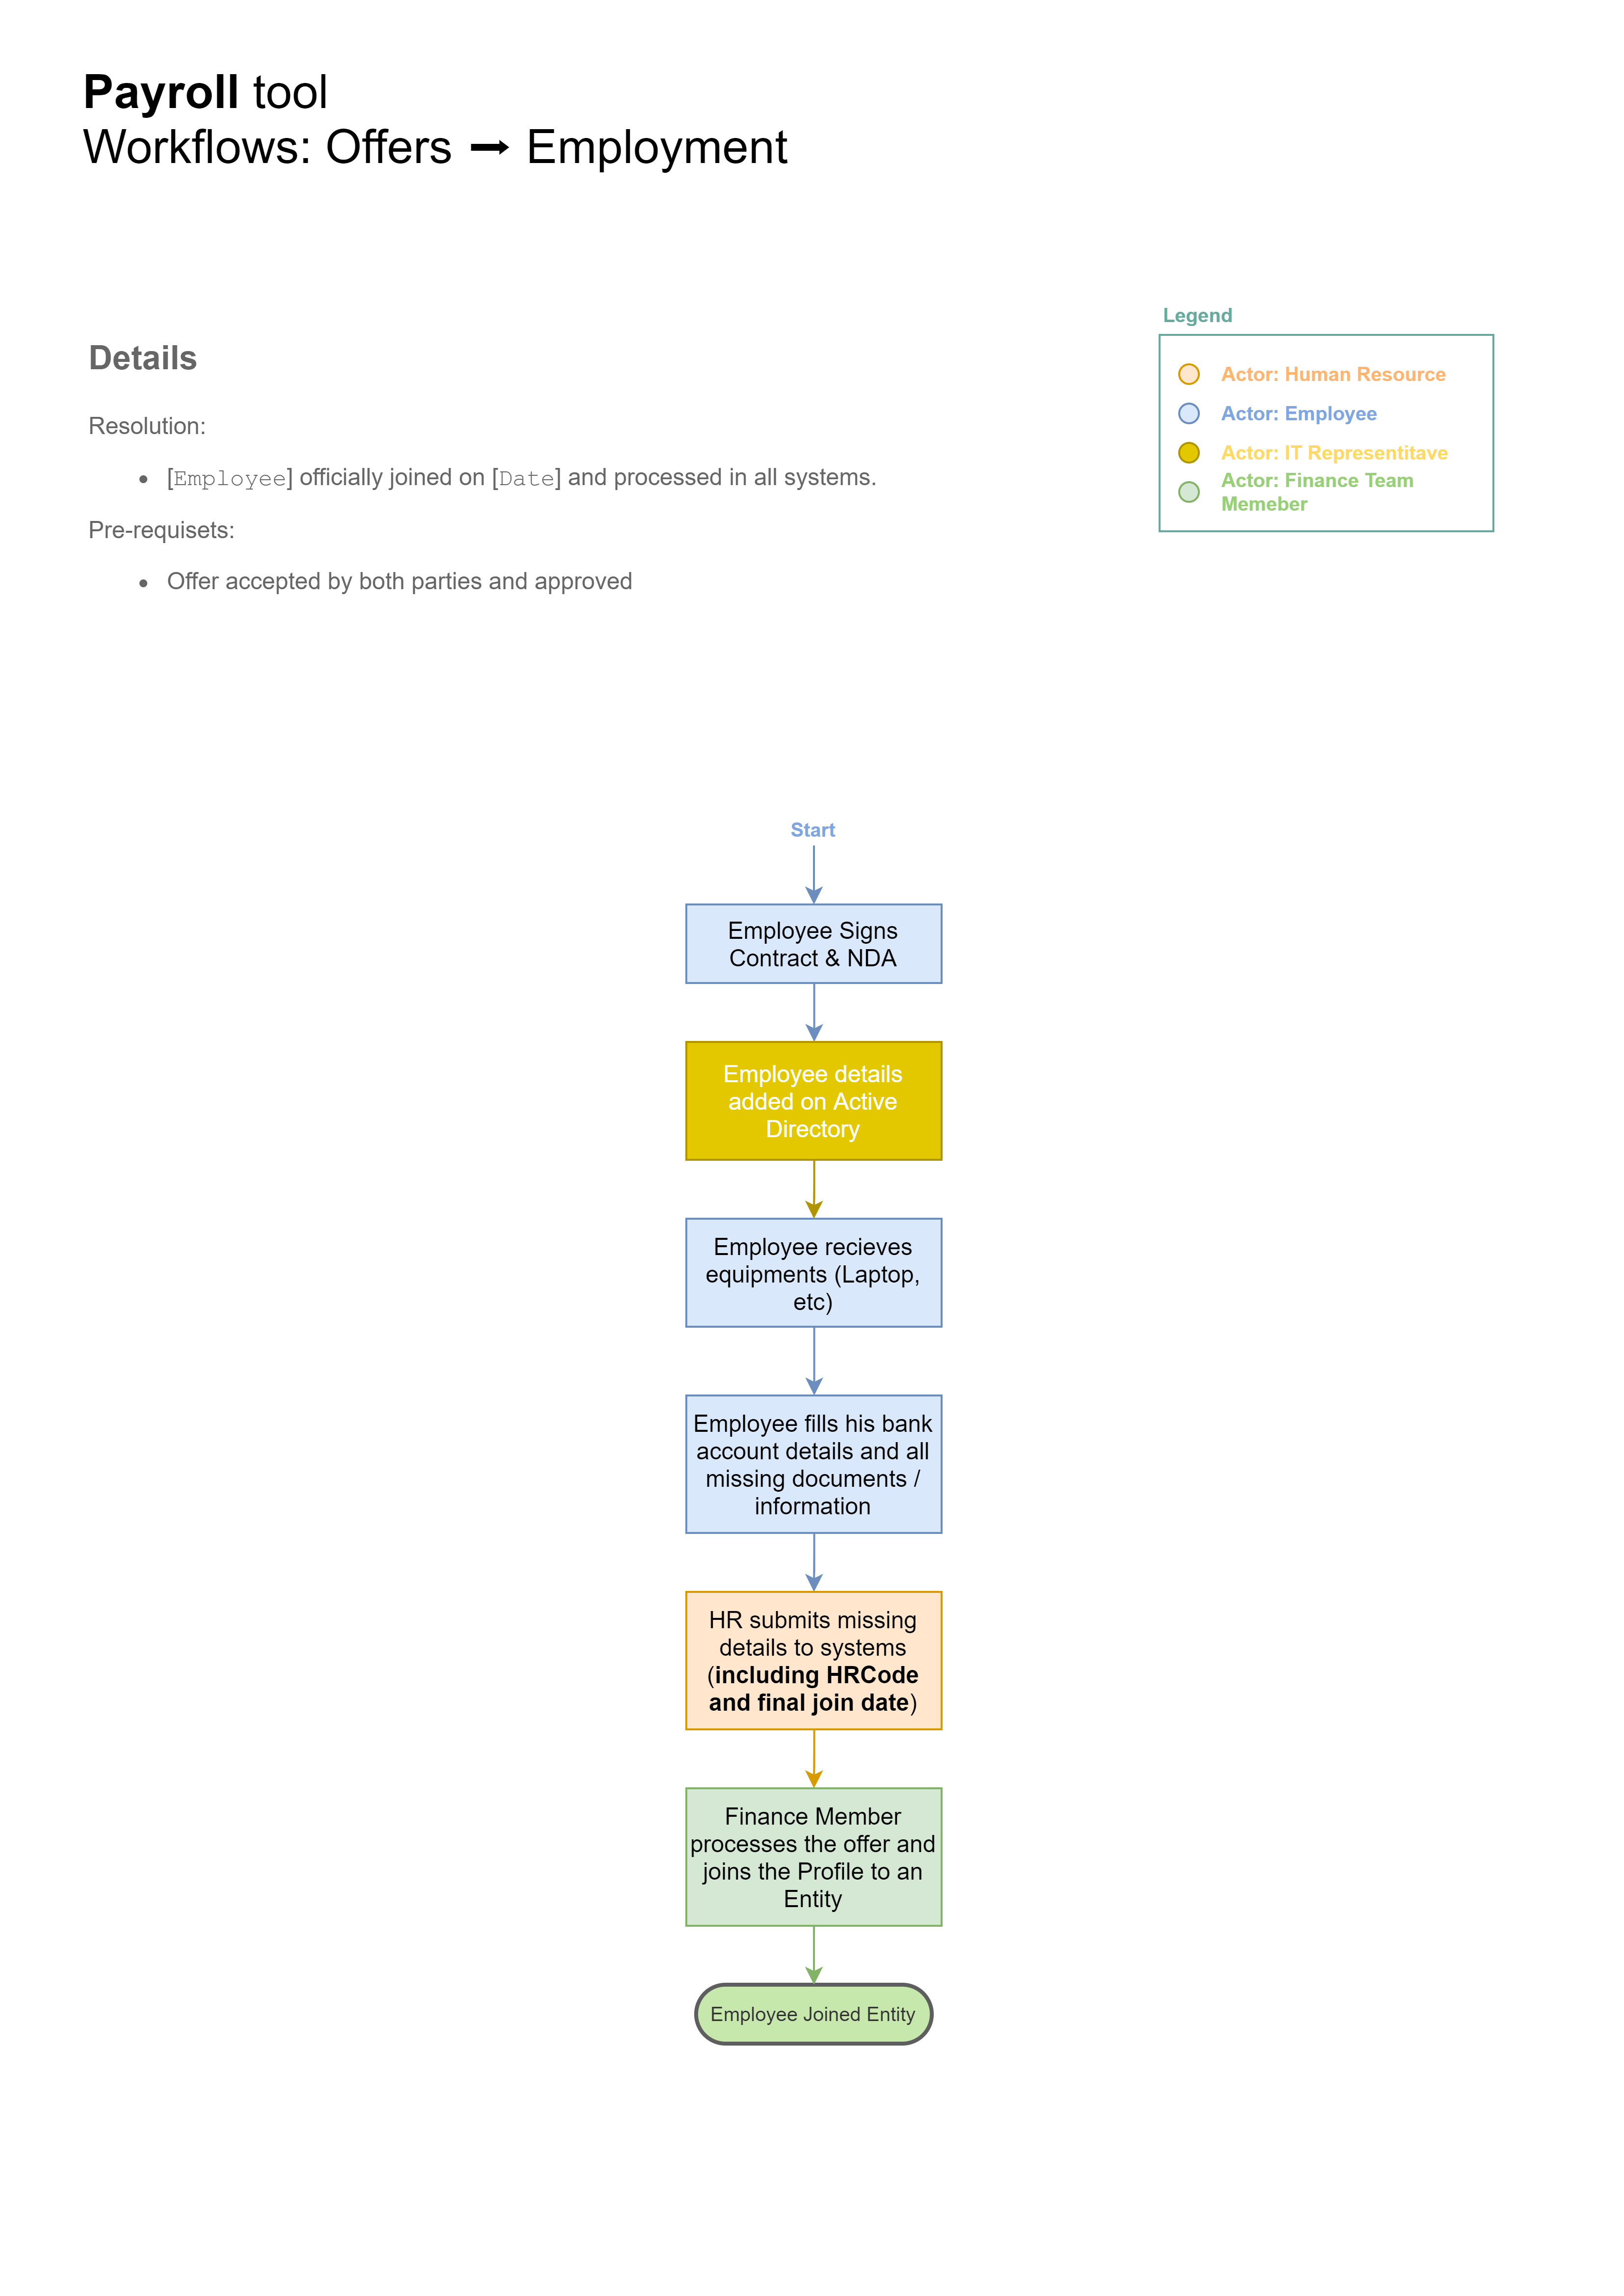 Payroll tool
Workflows: Offers → Employment
Legend
Actor: Human Resource
Actor: Employee
Actor: IT Representitave
Actor: Finance Team
Memeber
Details
Resolution:
• [Employee] officially joined on [Date] and processed in all systems.
Pre-requisets:
• Offer accepted by both parties and approved
Start
Employee Signs
Contract & NDA
Employee details
added on Active
Directory
Employee recieves
equipments (Laptop,
etc)
Employee fills his bank
account details and all
missing documents /
information
HR submits missing
details to systems
(including HRCode
and final join date)
Finance Member
processes the offer and
joins the Profile to an
Entity
Employee Joined Entity